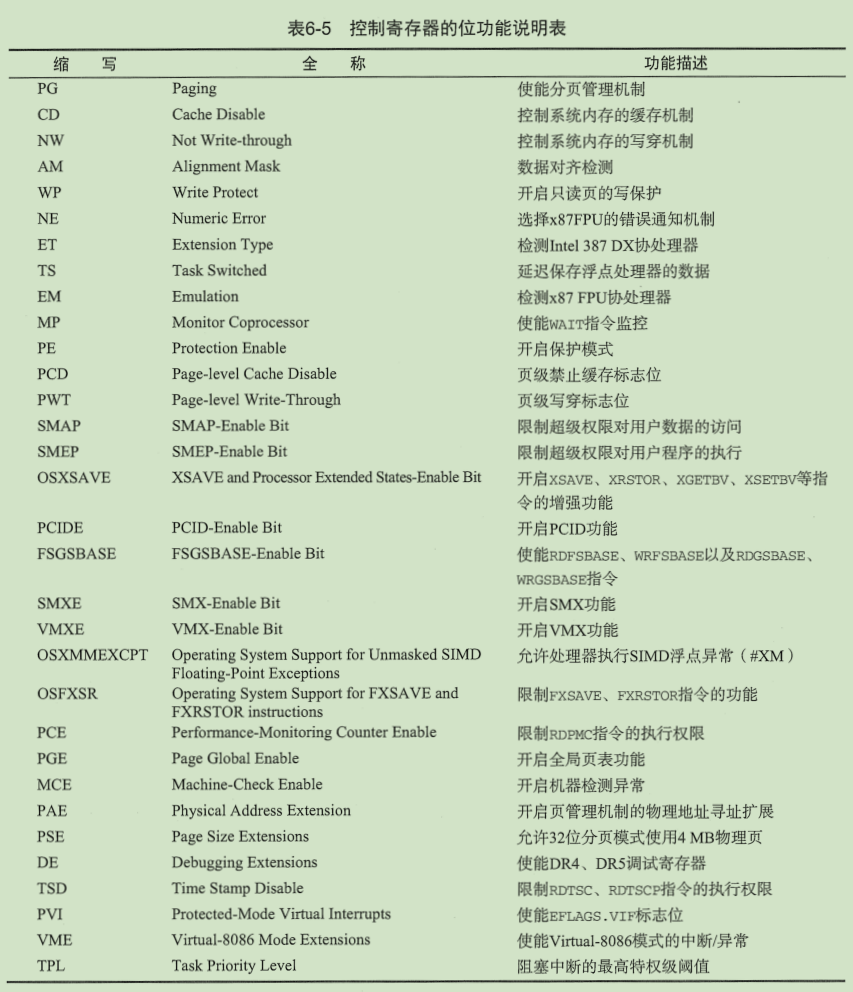 表6-5 控制寄存器的位功能说明表
缩 写 全 称 功能描述
PG Paging 使能分页管理机制
CD Cache Disable 控制系统内存的缓存机制
NW Not Write-through 控制系统内存的写穿机制
AM Alignment Mask 数据对齐检测
WP Write Protect 开启只读页的写保护
NE Numeric Error 选择x87FPU的错误通知机制
ET Extension Type 检测Intel 387 DX协处理器
TS Task Switched 延迟保存浮点处理器的数据
EM Emulation 检测x87 FPU协处理器
MP Monitor Coprocessor 使能WAIT指令监控
PE Protection Enable 开启保护模式
PCD Page-level Cache Disable 页级禁止缓存标志位
PWT Page-level Write-Through 页级写穿标志位
SMAP SMAP-Enable Bit 限制超级权限对用户数据的访问
SMEP SMEP-Enable Bit 限制超级权限对用户程序的执行
OSXSAVE XSAVE and Processor Extended States-Enable Bit 开启XSAVE、XRSTOR、XGETBV、XSETBV等指
令的增强功能
PCIDE PCID-Enable Bit 开启PCID功能
FSGSBASE FSGSBASE-Enable Bit 使能RDFSBASE、WRFSBASE以及RDGSBASE、
WRGSBASE指令
SMXE SMX-Enable Bit 开启SMX功能
VMXE VMX-Enable Bit 开启VMX功能
OSXMMEXCPT Operating System Support for Unmasked SIMD 允许处理器执行SIMD浮点异常（#XM）
Floating-Point Exceptions
OSFXSR Operating System Support for FXSAVE and 限制FXSAVE、FXRSTOR指令的功能
FXRSTOR instructions
PCE Performance-Monitoring Counter Enable 限制RDPMC指令的执行权限
PGE Page Global Enable 开启全局页表功能
MCE Machine-Check Enable 开启机器检测异常
PAE Physical Address Extension 开启页管理机制的物理地址寻址扩展
PSE Page Size Extensions 允许32位分页模式使用4 MB物理页
DE Debugging Extensions 使能DR4、DR5调试寄存器
TSD Time Stamp Disable 限制RDTSC、RDTSCP指令的执行权限
PVI Protected-Mode Virtual Interrupts 使能EFLAGS.VIF标志位
VME Virtual-8086 Mode Extensions 使能Virtual-8086模式的中断/异常
TPL Task Priority Level 阻塞中断的最高特权级阈值